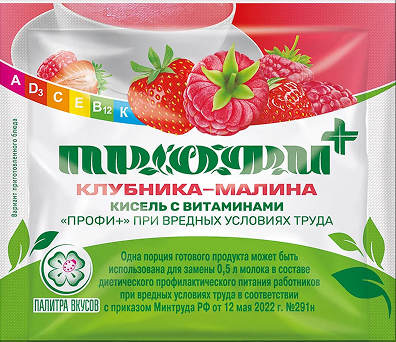 A D3 C E B12 K
Вариант приготовленного блюда
ПРОФИ+
КЛУБНИКА–МАЛИНА
КИСЕЛЬ С ВИТАМИНАМИ
«ПРОФИ+» ПРИ ВРЕДНЫХ УСЛОВИЯХ ТРУДА
Одна порция готового продукта может быть
использована для замены 0,5 л молока в составе
диетического профилактического питания работников
при вредных условиях труда в соответствии
с приказом Минтруда РФ от 12 мая 2022 г. №291н
ПАЛИТРА ВКУСОВ